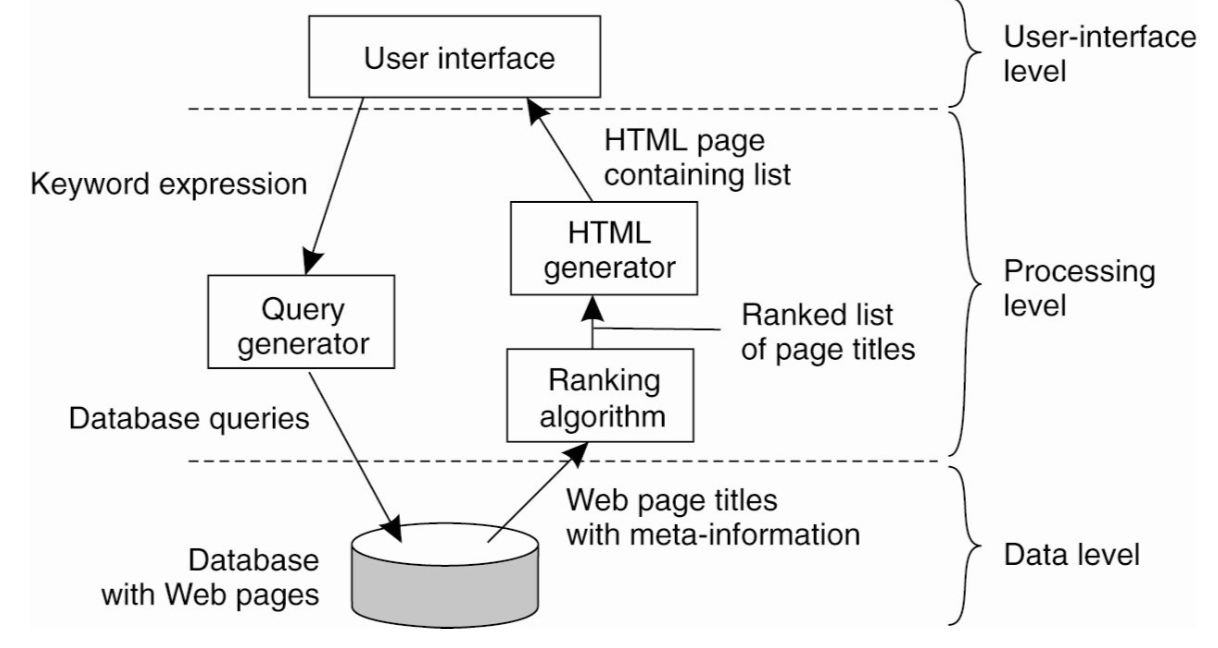 User interface
User-interface
level
HTML page
containing list
Keyword expression
HTML
generator
Processing
level
Query
generator
Ranked list
of page titles
Ranking
algorithm
Database queries
Web page titles
with meta-information
Database
with Web pages
Data level